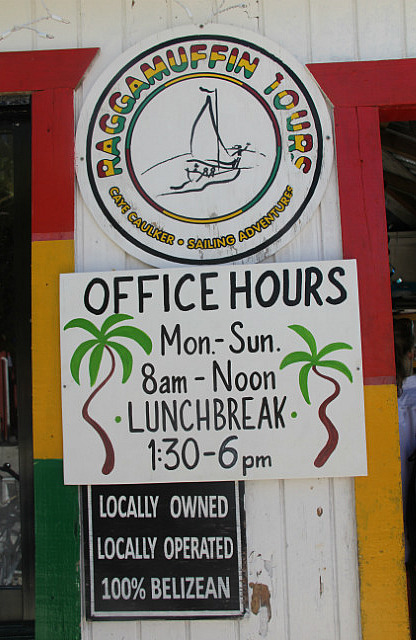 RAGGAMUFFIN TOURS
CAYE CAULKER • SAILING ADVENTURES
OFFICE HOURS
Mon.-Sun.
8am-Noon
•LUNCHBREAK•
1:30-6pm
LOCALLY OWNED
LOCALLY OPERATED
100% BELIZEAN